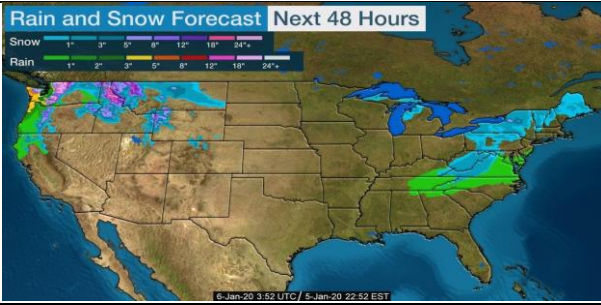 Rain and Snow Forecast Next 48 Hours
Snow 1" 3" 5" 8" 12" 18" 24"+
Rain 1" 2" 3" 5" 8" 12" 18" 24"+
6-Jan-20 3:52 UTC / 5-Jan-20 22:52 EST